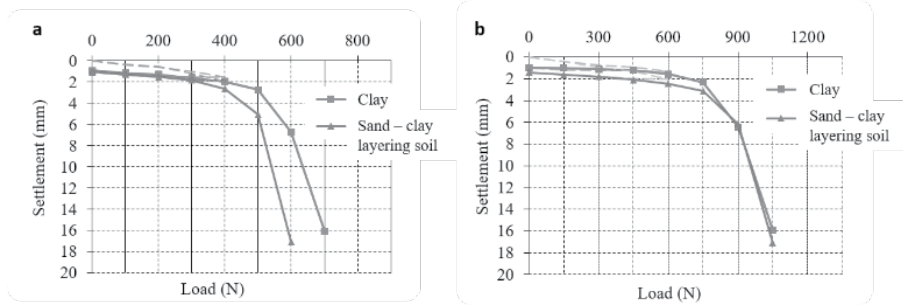 a
0 200 400 600 800
0
2
4
6
8
10
12
14
16
18
20
Settlement (mm)
Load (N)
Clay
Sand – clay
layering soil
b
0 300 600 900 1200
0
2
4
6
8
10
12
14
16
18
20
Settlement (mm)
Load (N)
Clay
Sand – clay
layering soil